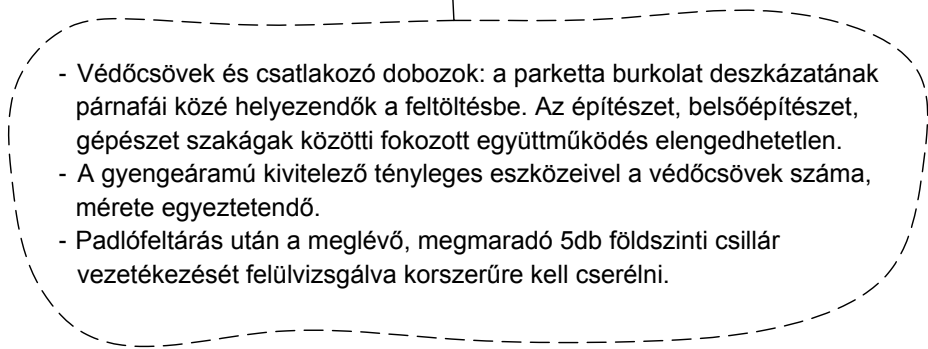 - Védőcsövek és csatlakozó dobozok: a parketta burkolat deszkázatának
párnafái közé helyezendők a feltöltésbe. Az építészet, belsőépítészet,
gépészet szakágak közötti fokozott együttműködés elengedhetetlen.
- A gyengeáramú kivitelező tényleges eszközeivel a védőcsövek száma,
mérete egyeztetendő.
- Padlófeltárás után a meglévő, megmaradó 5db földszinti csillár
vezetékezését felülvizsgálva korszerűre kell cserélni.